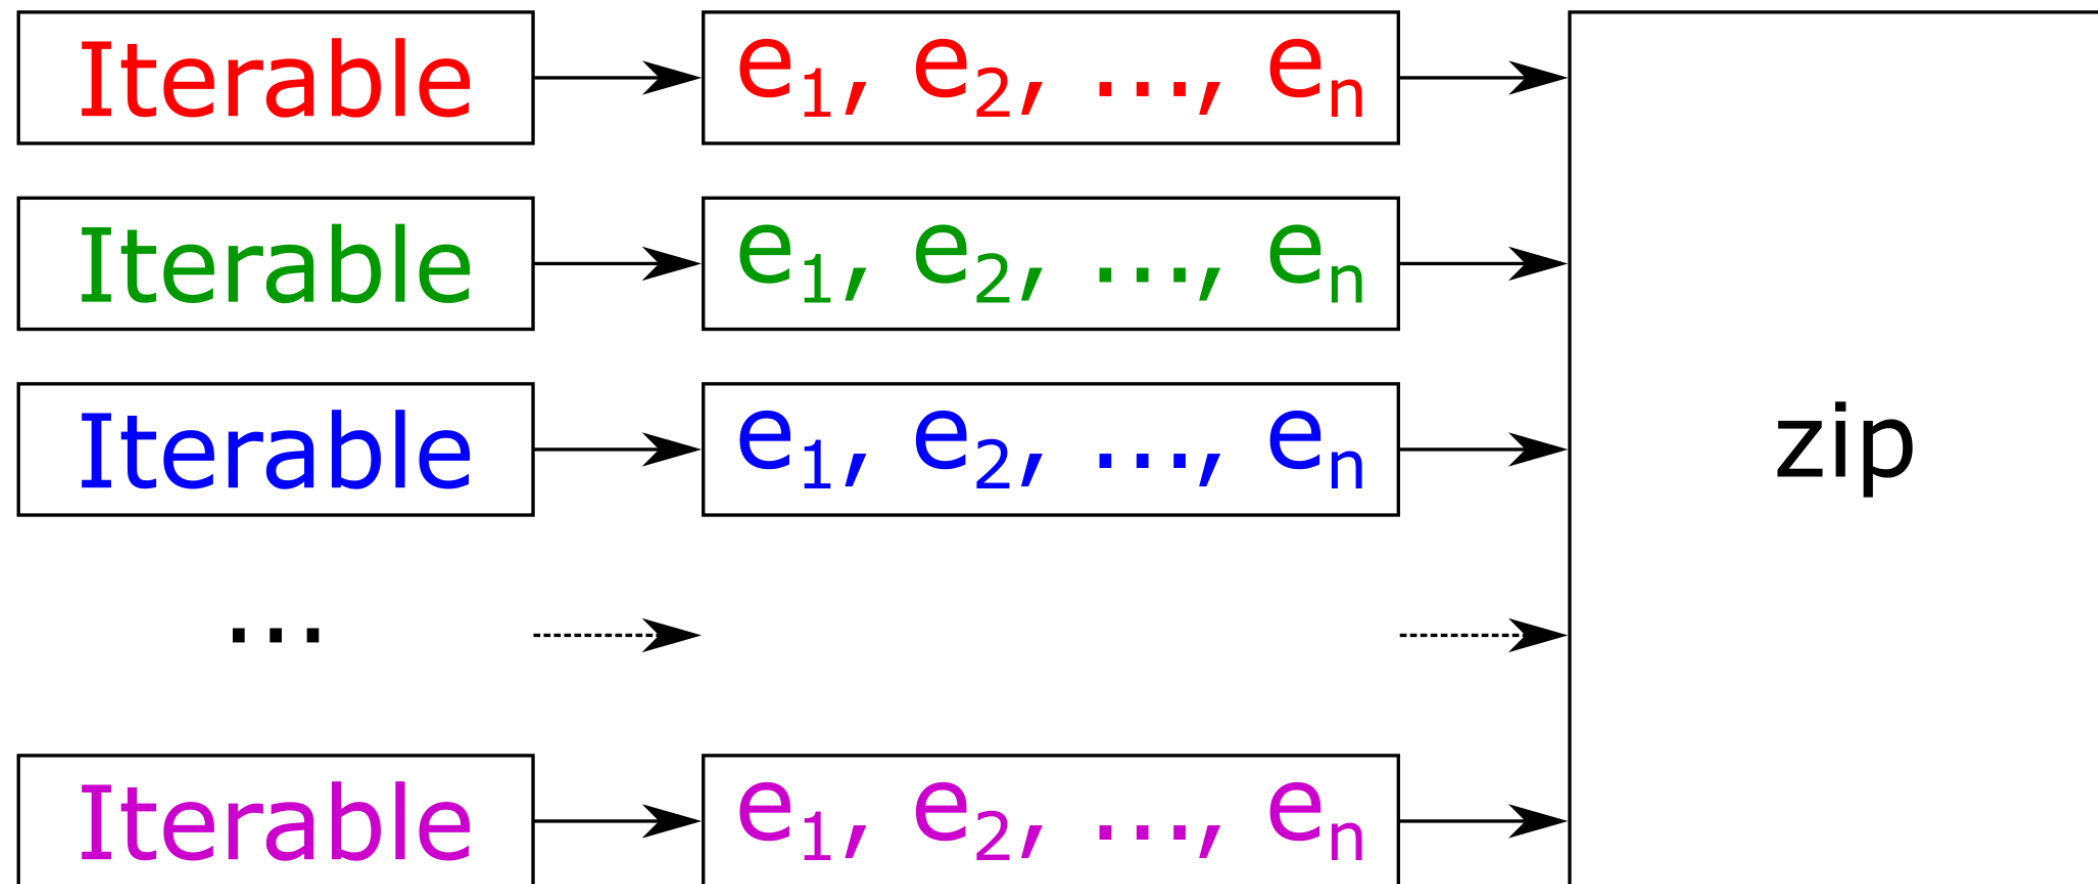 Iterable e₁, e₂, ..., eₙ
Iterable e₁, e₂, ..., eₙ
Iterable e₁, e₂, ..., eₙ zip
...
Iterable e₁, e₂, ..., eₙ